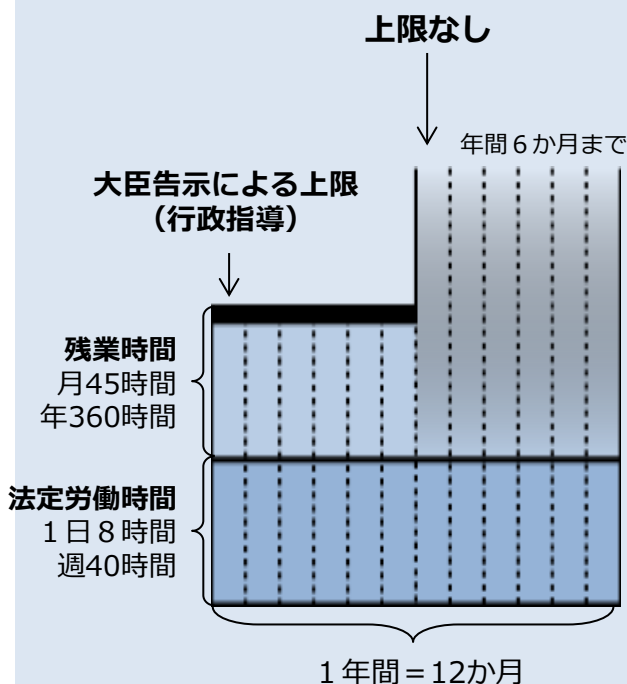 上限なし
年間６か月まで
大臣告示による上限
（行政指導）
残業時間
月45時間
年360時間
法定労働時間
１日８時間
週40時間
１年間＝12か月